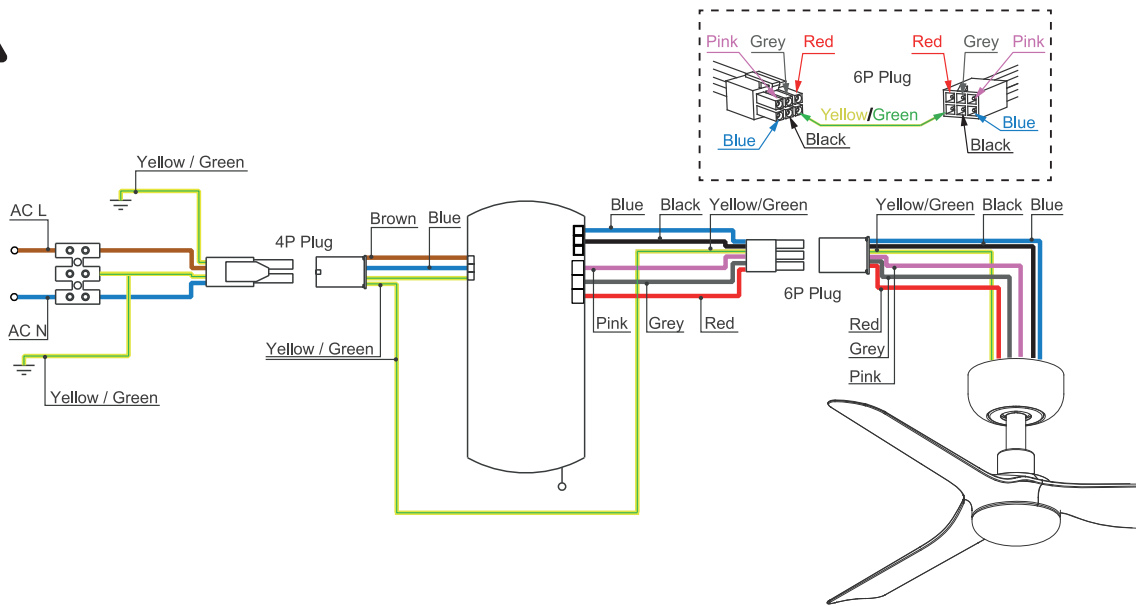 Pink Grey Red
Red Grey Pink
6P Plug
Yellow/Green
Blue Black
Black Blue
Yellow / Green
AC L
AC N
Yellow / Green
4P Plug
Brown Blue
Yellow / Green
Blue Black Yellow/Green
Pink Grey Red
6P Plug
Yellow/Green Black Blue
Red
Grey
Pink